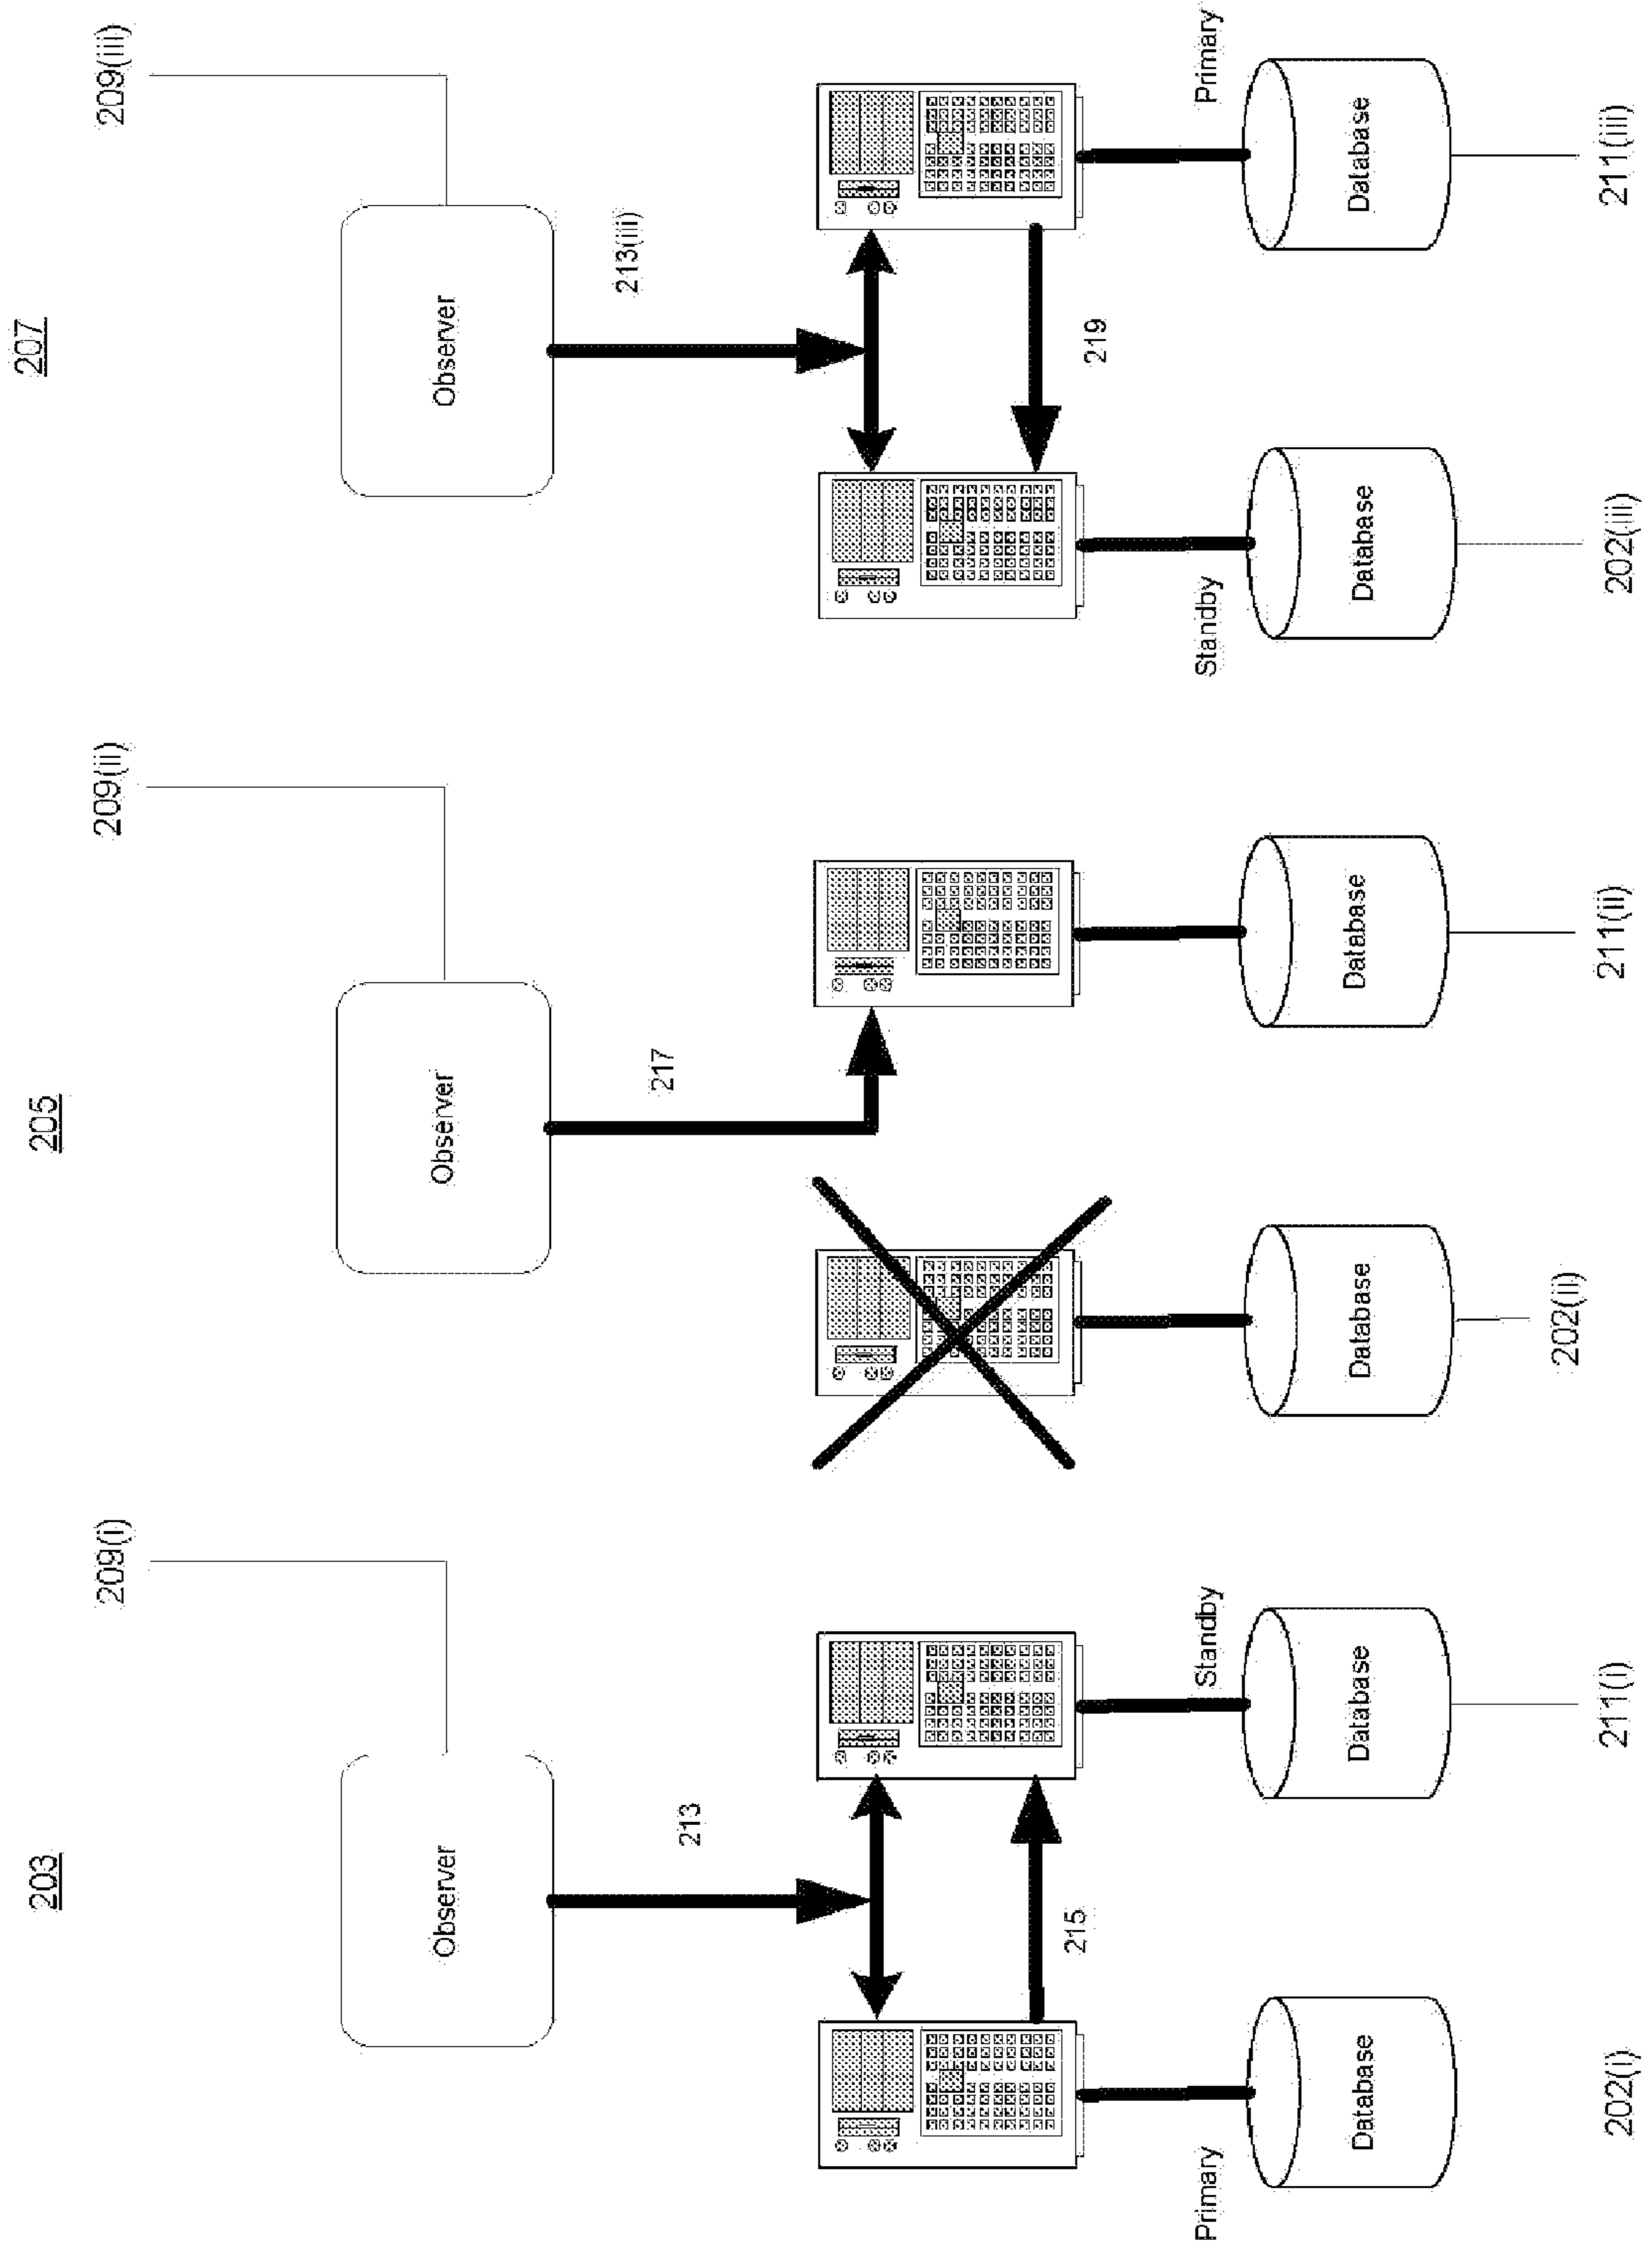 203
209(i)
Observer
213
215
Primary
Standby
Database
Database
202(i)
211(i)
205
209(ii)
Observer
217
Database
Database
202(ii)
211(ii)
207
209(iii)
Observer
213(iii)
219
Standby
Primary
Database
Database
202(iii)
211(iii)